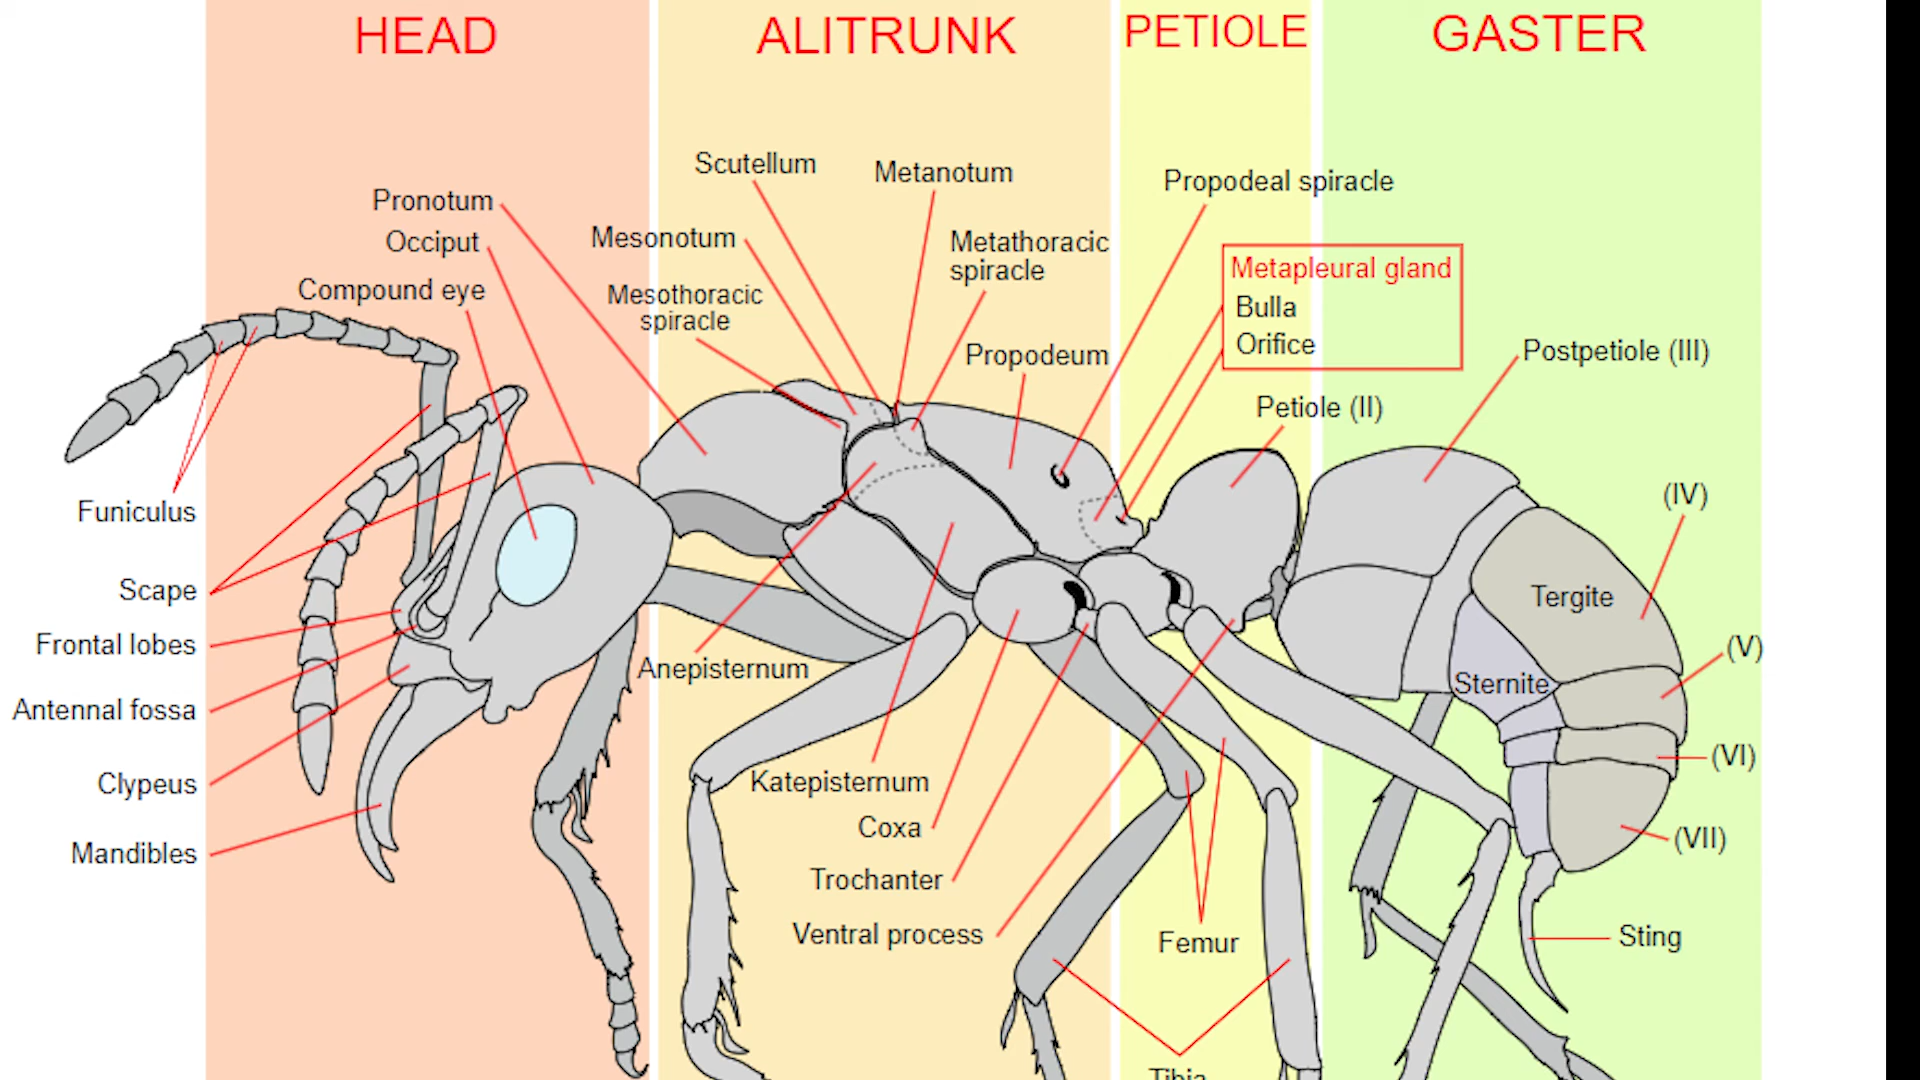 HEAD
ALITRUNK
PETIOLE
GASTER
Scutellum
Metanotum
Propodeal spiracle
Pronotum
Occiput
Mesonotum
Metathoracic
spiracle
Compound eye
Mesothoracic
spiracle
Metapleural gland
Bulla
Orifice
Propodeum
Postpetiole (III)
Petiole (II)
(IV)
Funiculus
Scape
Tergite
Frontal lobes
Anepisternum
(V)
Sternite
Antennal fossa
Clypeus
Katepisternum
(VI)
Coxa
(VII)
Mandibles
Trochanter
Ventral process
Femur
Sting
Tibia